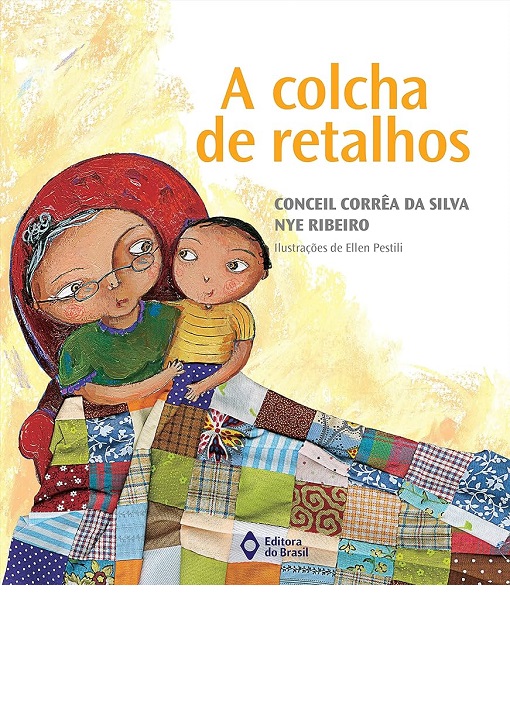 A colcha
de retalhos
CONCEIL CORRÊA DA SILVA
NYE RIBEIRO
Ilustrações de Ellen Pestili
Editora
do Brasil